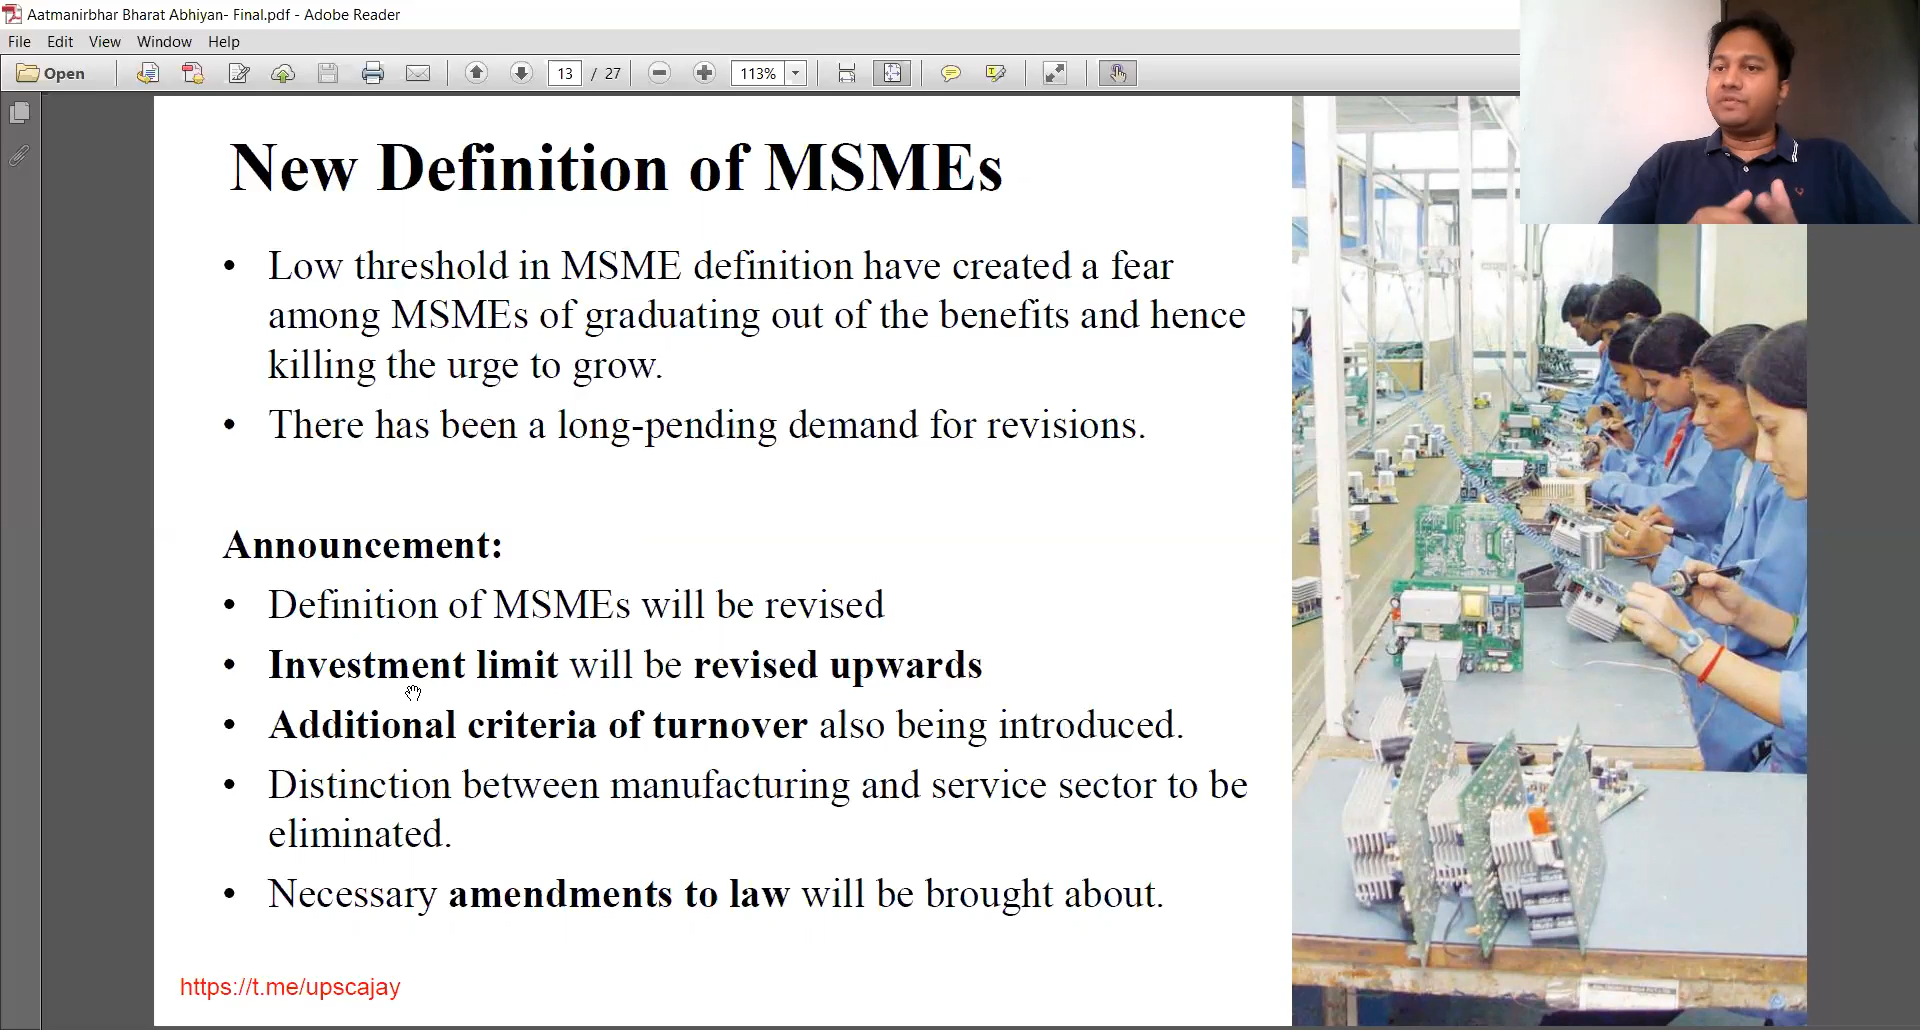 Aatmanirbhar Bharat Abhiyan- Final.pdf - Adobe Reader
File Edit View Window Help
Open 13 / 27 113%
New Definition of MSMEs
• Low threshold in MSME definition have created a fear
among MSMEs of graduating out of the benefits and hence
killing the urge to grow.
• There has been a long-pending demand for revisions.
Announcement:
• Definition of MSMEs will be revised
• Investment limit will be revised upwards
• Additional criteria of turnover also being introduced.
• Distinction between manufacturing and service sector to be
eliminated.
• Necessary amendments to law will be brought about.
https://t.me/upscajay